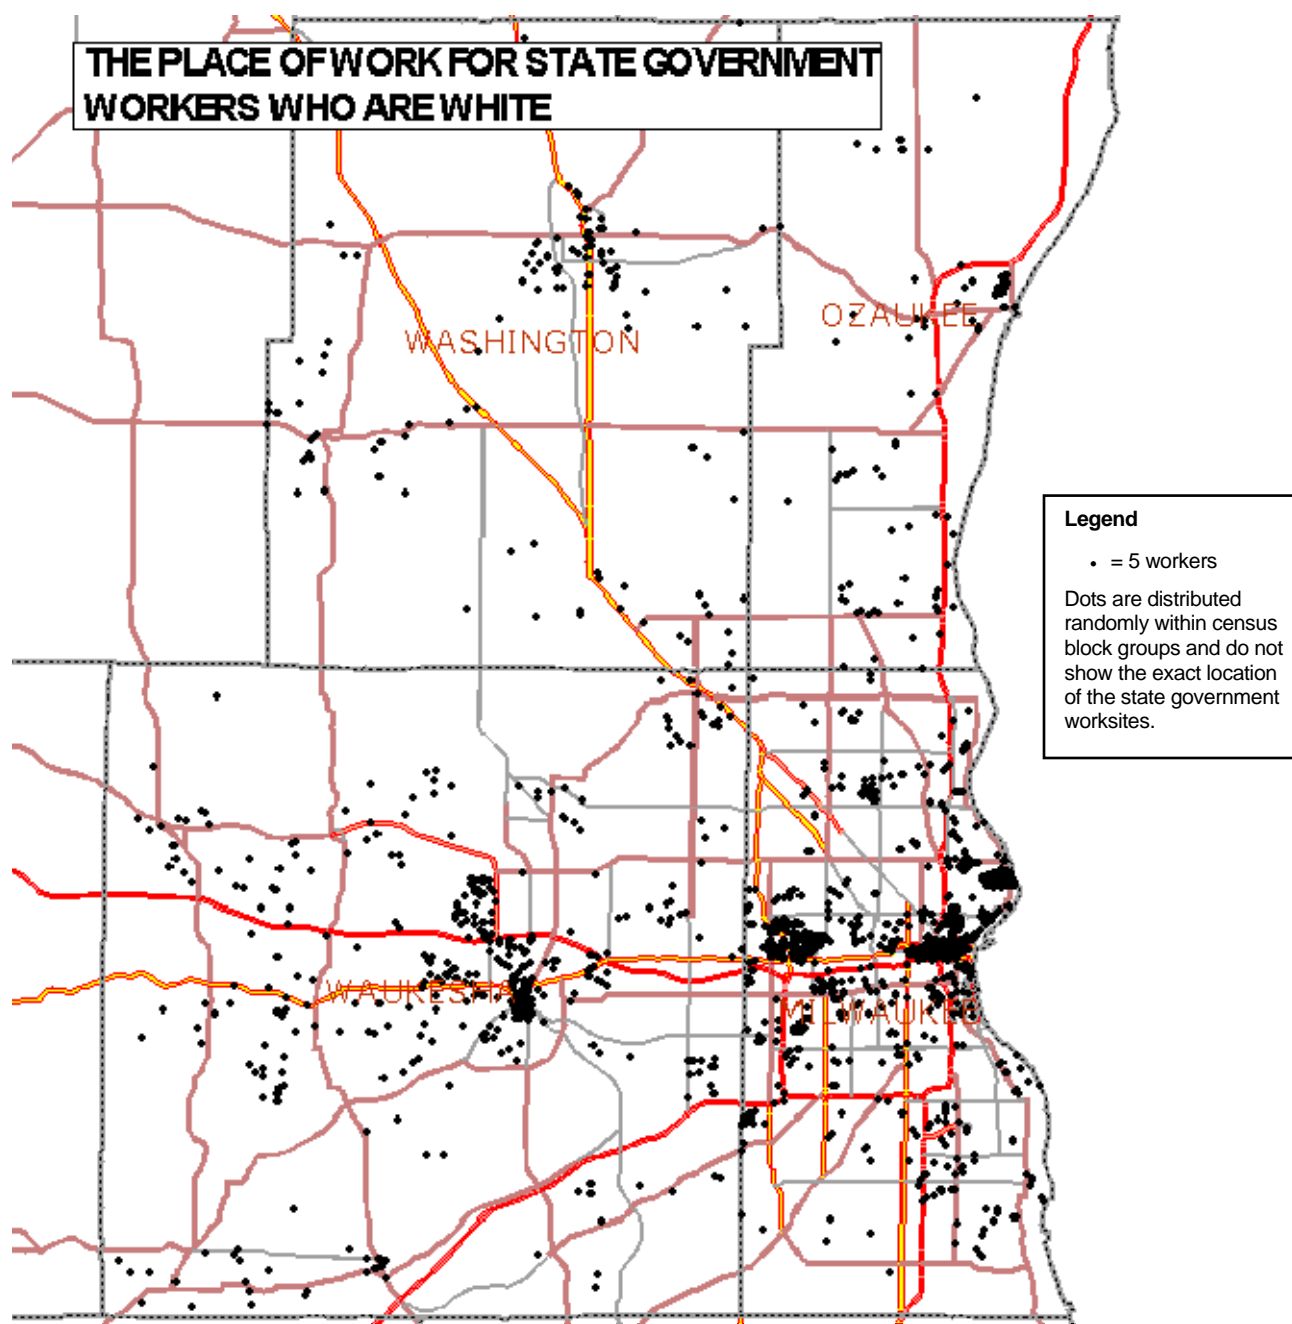 THE PLACE OF WORK FOR STATE GOVERNMENT
WORKERS WHO ARE WHITE
OZAUKEE
WASHINGTON
Legend
• = 5 workers
Dots are distributed
randomly within census
block groups and do not
show the exact location
of the state government
worksites.
WAUKESHA
MILWAUKEE